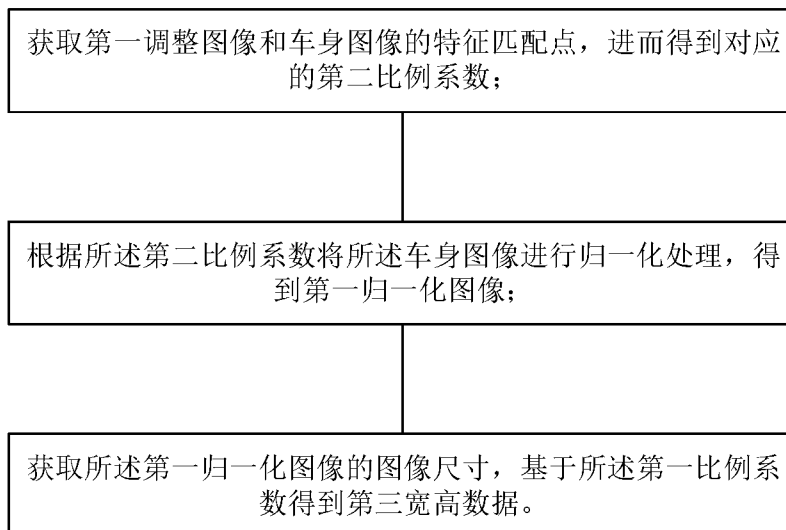 获取第一调整图像和车身图像的特征匹配点，进而得到对应
的第二比例系数；
根据所述第二比例系数将所述车身图像进行归一化处理，得
到第一归一化图像；
获取所述第一归一化图像的图像尺寸，基于所述第一比例系
数得到第三宽高数据。